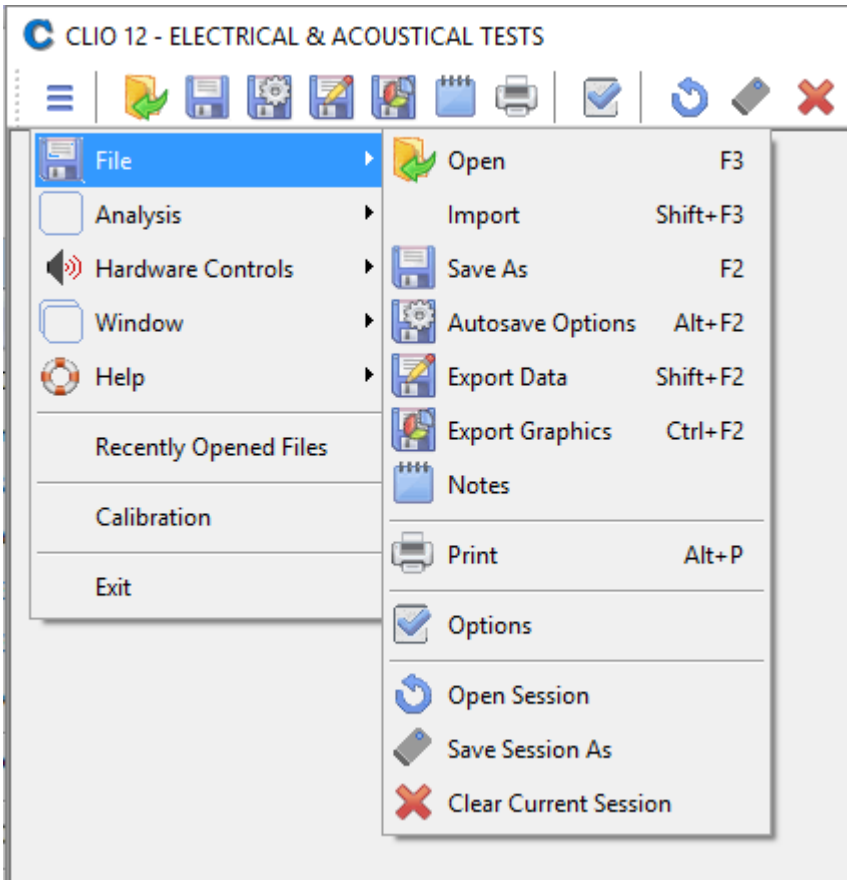 CLIO 12 - ELECTRICAL & ACOUSTICAL TESTS
File
Analysis
Hardware Controls
Window
Help
Recently Opened Files
Calibration
Exit
Open F3
Import Shift+F3
Save As F2
Autosave Options Alt+F2
Export Data Shift+F2
Export Graphics Ctrl+F2
Notes
Print Alt+P
Options
Open Session
Save Session As
Clear Current Session